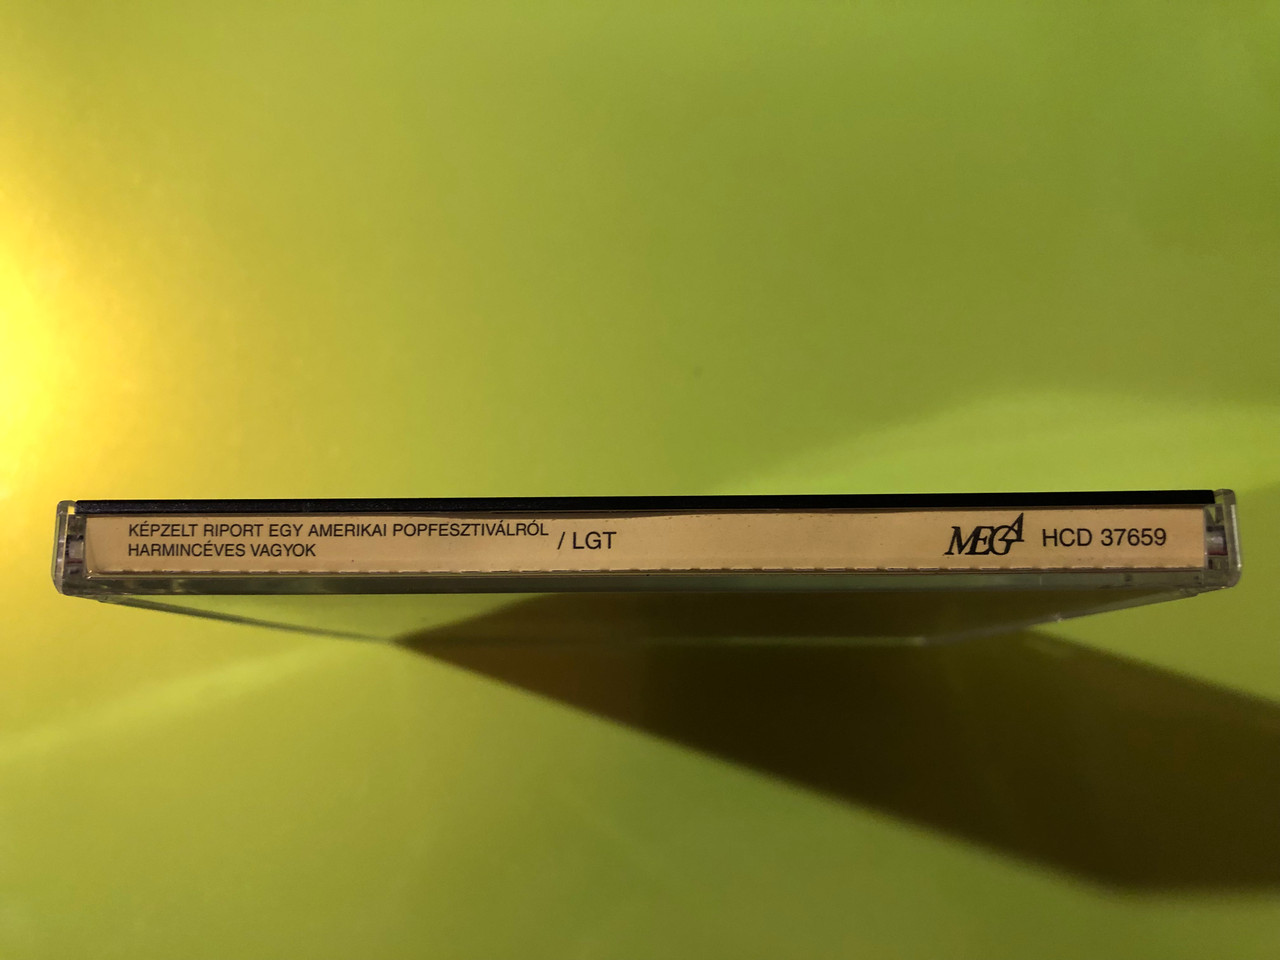 KÉPZELT RIPORT EGY AMERIKAI POPFESZTIVÁLRÓL
HARMINCÉVES VAGYOK
/ LGT
MEGA HCD 37659